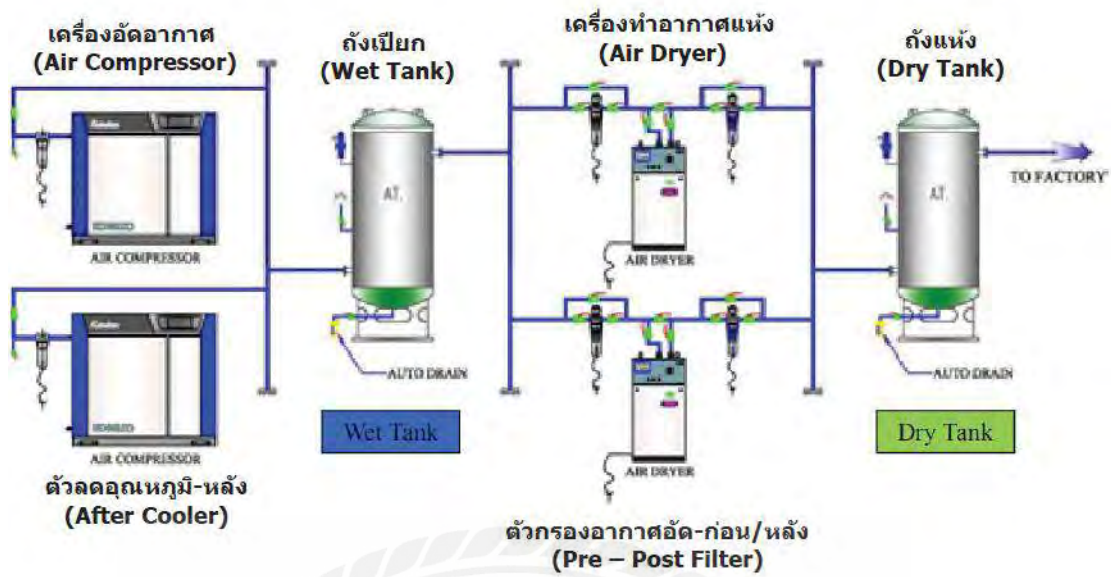 เครื่องอัดอากาศ
(Air Compressor)
ถังเปียก
(Wet Tank)
เครื่องทำอากาศแห้ง
(Air Dryer)
ถังแห้ง
(Dry Tank)
AIR COMPRESSOR
A.T.
AIR DRYER
A.T.
TO FACTORY
AUTO DRAIN
AUTO DRAIN
Wet Tank
Dry Tank
AIR COMPRESSOR
AIR DRYER
ตัวลดอุณหภูมิ-หลัง
(After Cooler)
ตัวกรองอากาศอัด-ก่อน/หลัง
(Pre – Post Filter)